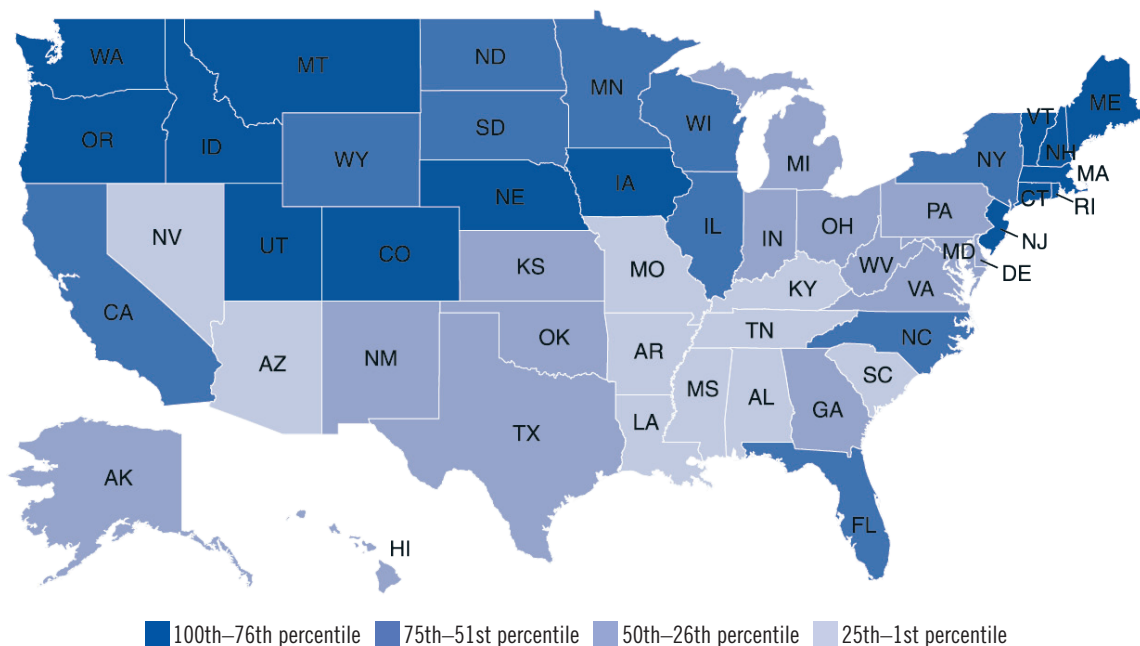 WA
MT
ND
MN
ME
VT
NH
OR
ID
SD
WI
NY
MA
WY
MI
CT
RI
NE
IA
PA
NJ
NV
UT
CO
IL
IN
OH
MD
DE
KS
MO
WV
VA
KY
CA
NC
TN
OK
AZ
NM
AR
SC
MS
AL
GA
LA
TX
AK
FL
HI
100th–76th percentile 75th–51st percentile 50th–26th percentile 25th–1st percentile